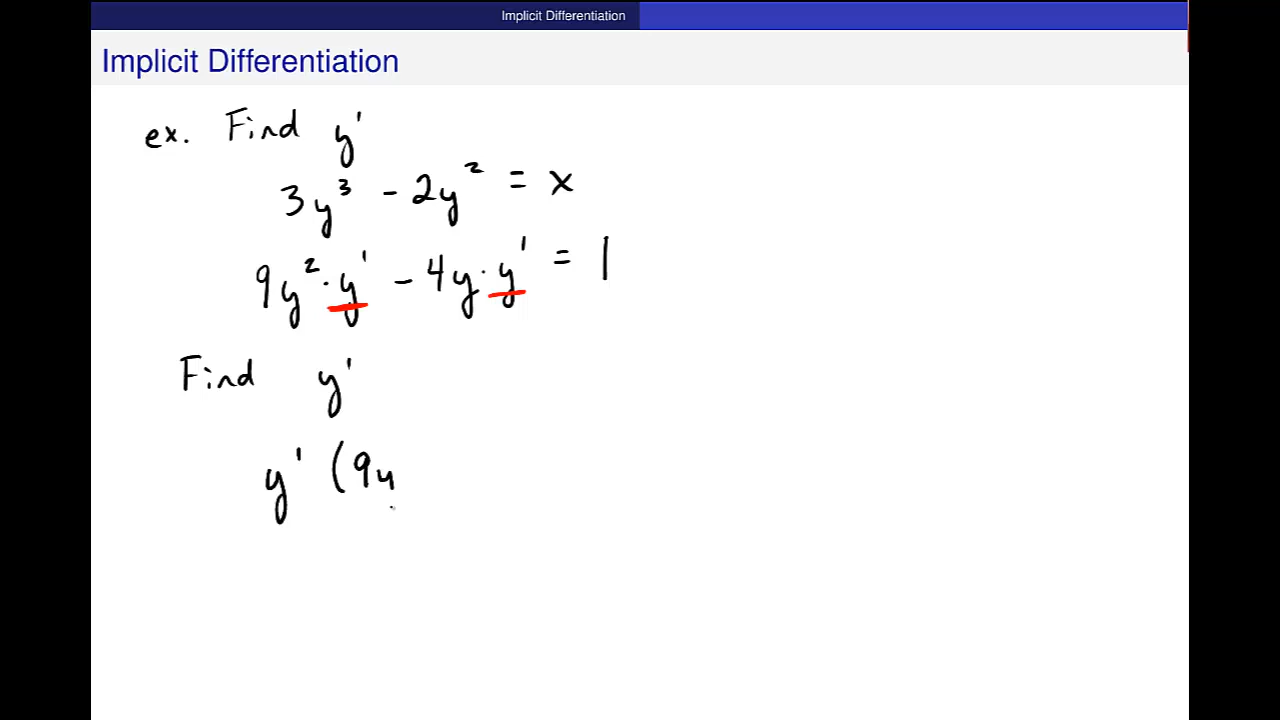 Implicit Differentiation
Implicit Differentiation
ex. Find y'
3y³ - 2y² = x
9y² · y' - 4y · y' = 1
Find y'
y' (9y